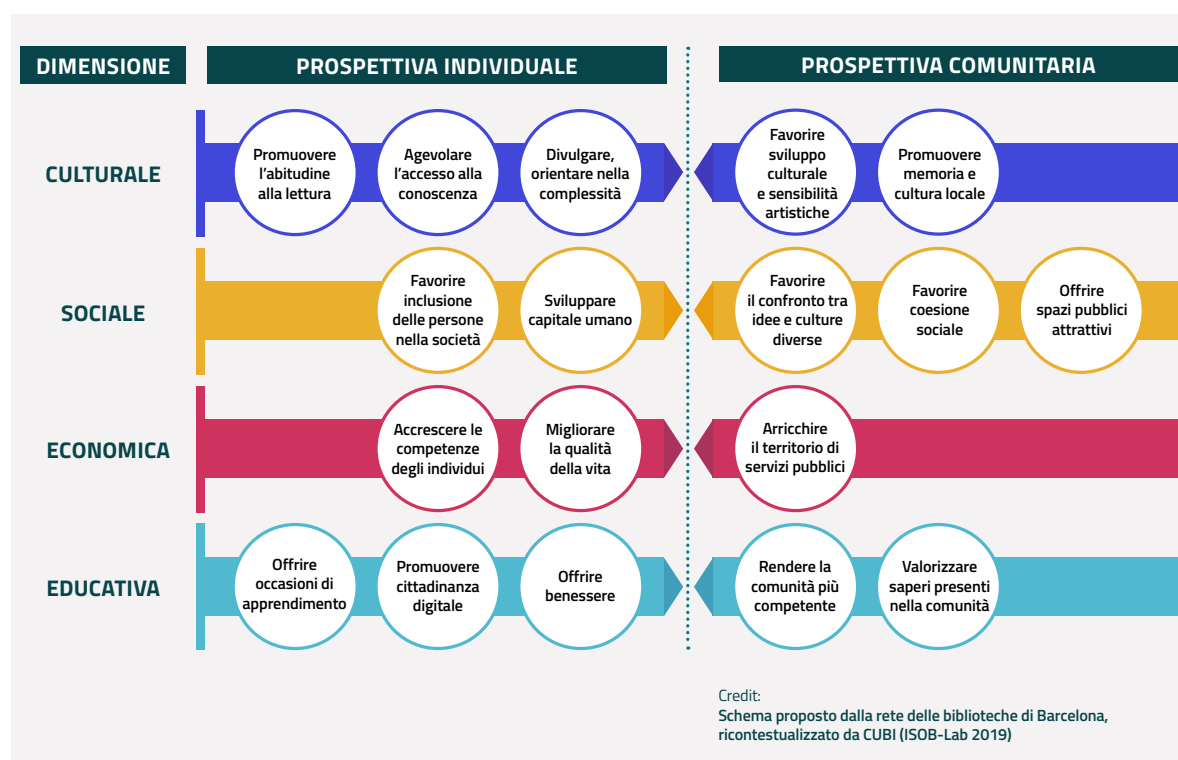 DIMENSIONE
PROSPETTIVA INDIVIDUALE
PROSPETTIVA COMUNITARIA
CULTURALE
Promuovere
l’abitudine
alla lettura
Agevolare
l’accesso alla
conoscenza
Divulgare,
orientare nella
complessità
Favorire
sviluppo
culturale
e sensibilità
artistiche
Promuovere
memoria e
cultura locale
SOCIALE
Favorire
inclusione
delle persone
nella società
Sviluppare
capitale umano
Favorire
il confronto tra
idee e culture
diverse
Favorire
coesione
sociale
Offrire
spazi pubblici
attrattivi
ECONOMICA
Accrescere le
competenze
degli individui
Migliorare
la qualità
della vita
Arricchire
il territorio di
servizi pubblici
EDUCATIVA
Offrire
occasioni di
apprendimento
Promuovere
cittadinanza
digitale
Offrire
benessere
Rendere la
comunità più
competente
Valorizzare
saperi presenti
nella comunità
Credit:
Schema proposto dalla rete delle biblioteche di Barcelona,
ricontestualizzato da CUBI (ISOB-Lab 2019)